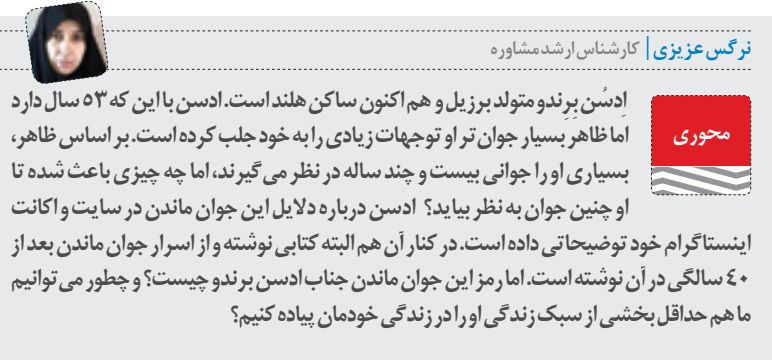 نرگس عزیزی | کارشناس ارشد مشاوره
محوری
اِدسُن بِرِندو متولد برزیل و هم اکنون ساکن هلند است. ادسن با این که ۵۳ سال دارد
اما ظاهر بسیار جوان تر او توجهات زیادی را به خود جلب کرده است. بر اساس ظاهر،
بسیاری او را جوانی بیست و چند ساله در نظر می گیرند، اما چه چیزی باعث شده تا
او چنین جوان به نظر بیاید؟ ادسن درباره دلایل این جوان ماندن در سایت و اکانت
اینستاگرام خود توضیحاتی داده است. در کنار آن هم البته کتابی نوشته و از اسرار جوان ماندن بعد از
۴۰ سالگی در آن نوشته است. اما رمز این جوان ماندن جناب ادسن برندو چیست؟ و چطور می توانیم
ما هم حداقل بخشی از سبک زندگی او را در زندگی خودمان پیاده کنیم؟